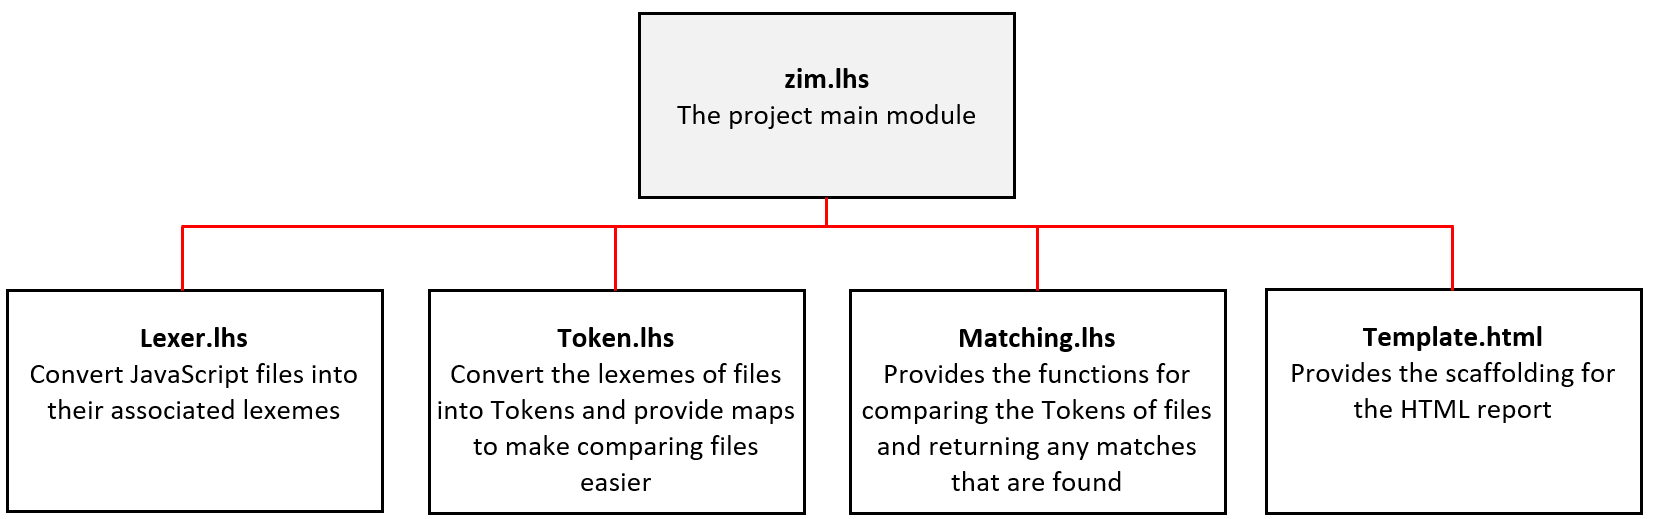 zim.lhs
The project main module
Lexer.lhs
Convert JavaScript files into
their associated lexemes
Token.lhs
Convert the lexemes of files
into Tokens and provide maps
to make comparing files
easier
Matching.lhs
Provides the functions for
comparing the Tokens of files
and returning any matches
that are found
Template.html
Provides the scaffolding for
the HTML report